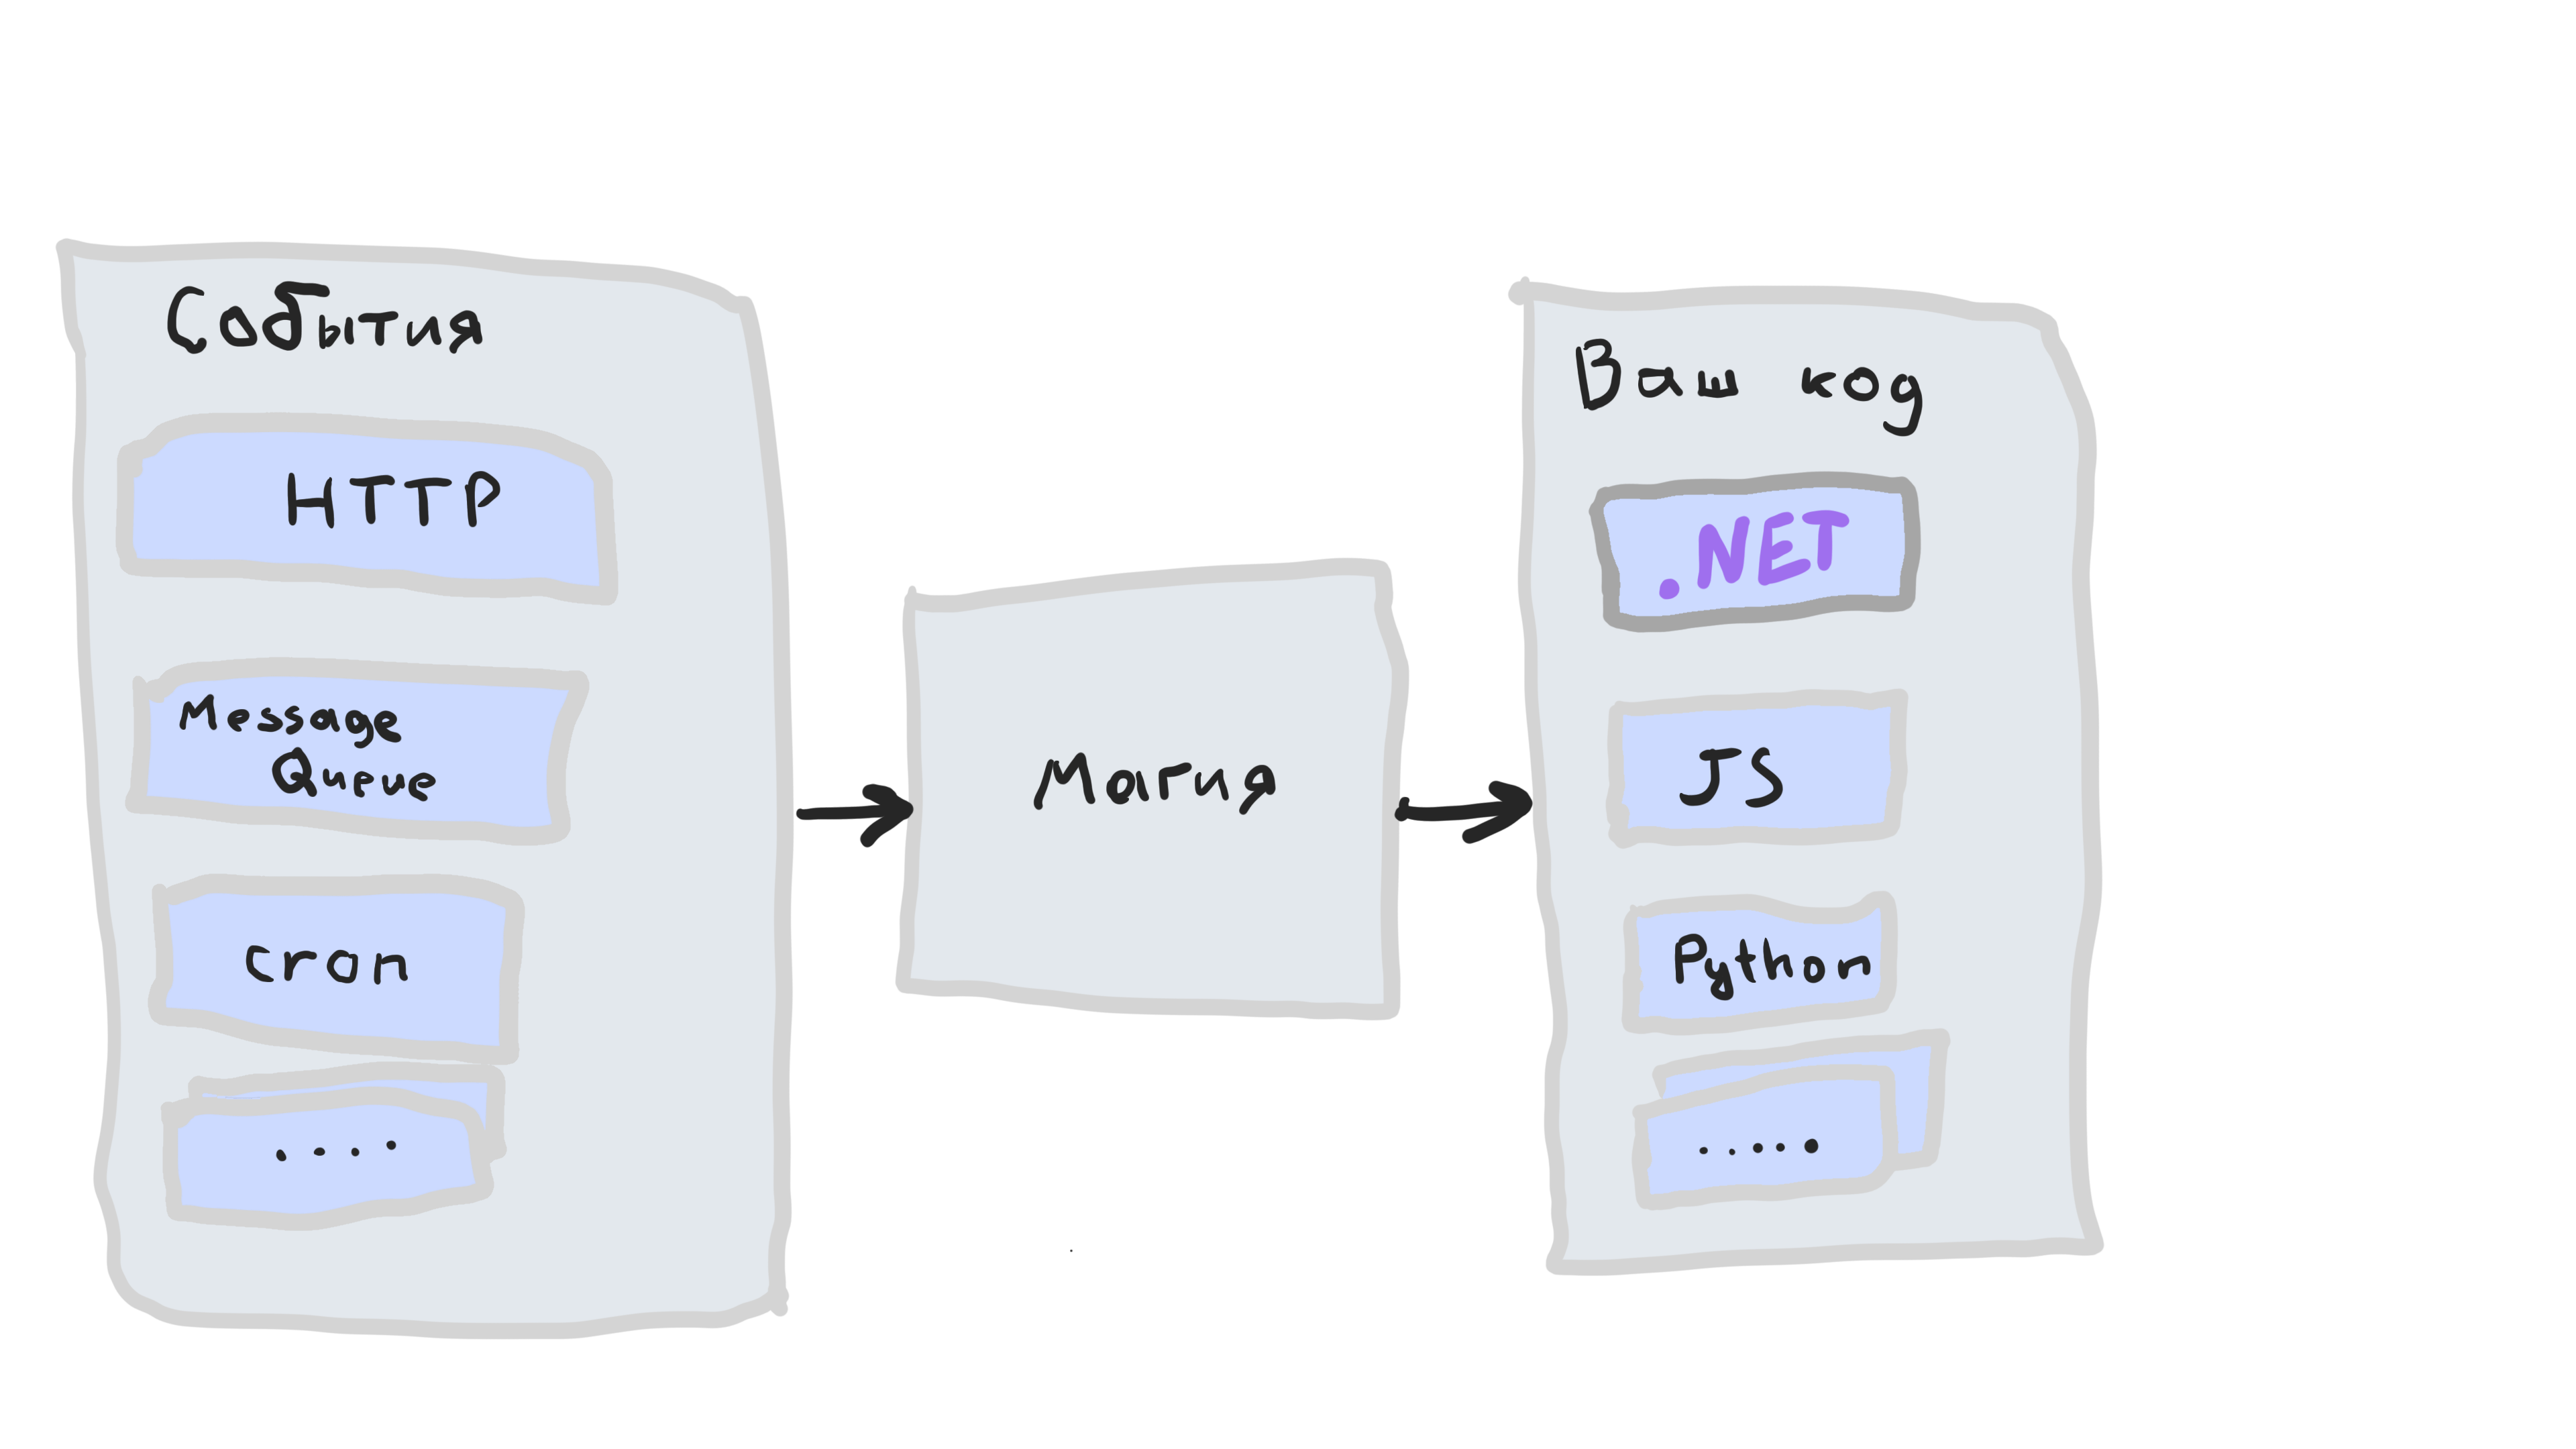 События
HTTP
Message
Queue
cron
....
Магия
Ваш код
.NET
JS
Python
.....